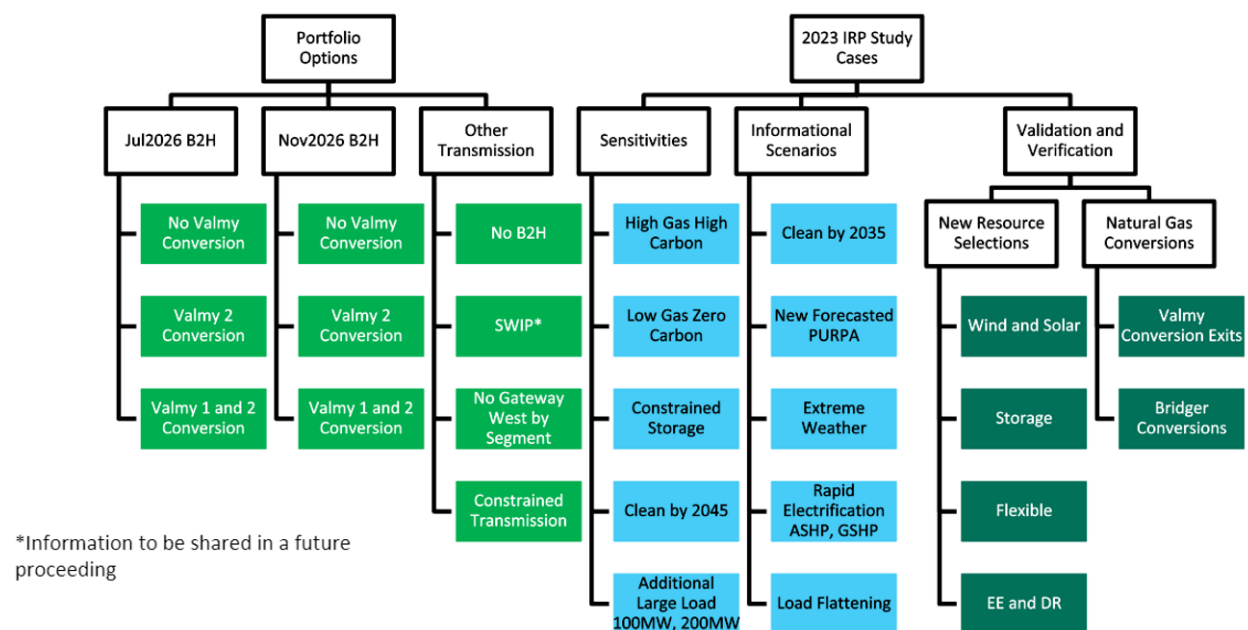 Portfolio
Options
Jul2026 B2H
No Valmy
Conversion
Valmy 2
Conversion
Valmy 1 and 2
Conversion
Nov2026 B2H
No Valmy
Conversion
Valmy 2
Conversion
Valmy 1 and 2
Conversion
Other
Transmission
No B2H
SWIP*
No Gateway
West by
Segment
Constrained
Transmission
2023 IRP Study
Cases
Sensitivities
High Gas High
Carbon
Low Gas Zero
Carbon
Constrained
Storage
Clean by 2045
Additional
Large Load
100MW, 200MW
Informational
Scenarios
Clean by 2035
New Forecasted
PURPA
Extreme
Weather
Rapid
Electrification
ASHP, GSHP
Load Flattening
Validation and
Verification
New Resource
Selections
Wind and Solar
Storage
Flexible
EE and DR
Natural Gas
Conversions
Valmy
Conversion Exits
Bridger
Conversions
*Information to be shared in a future
proceeding